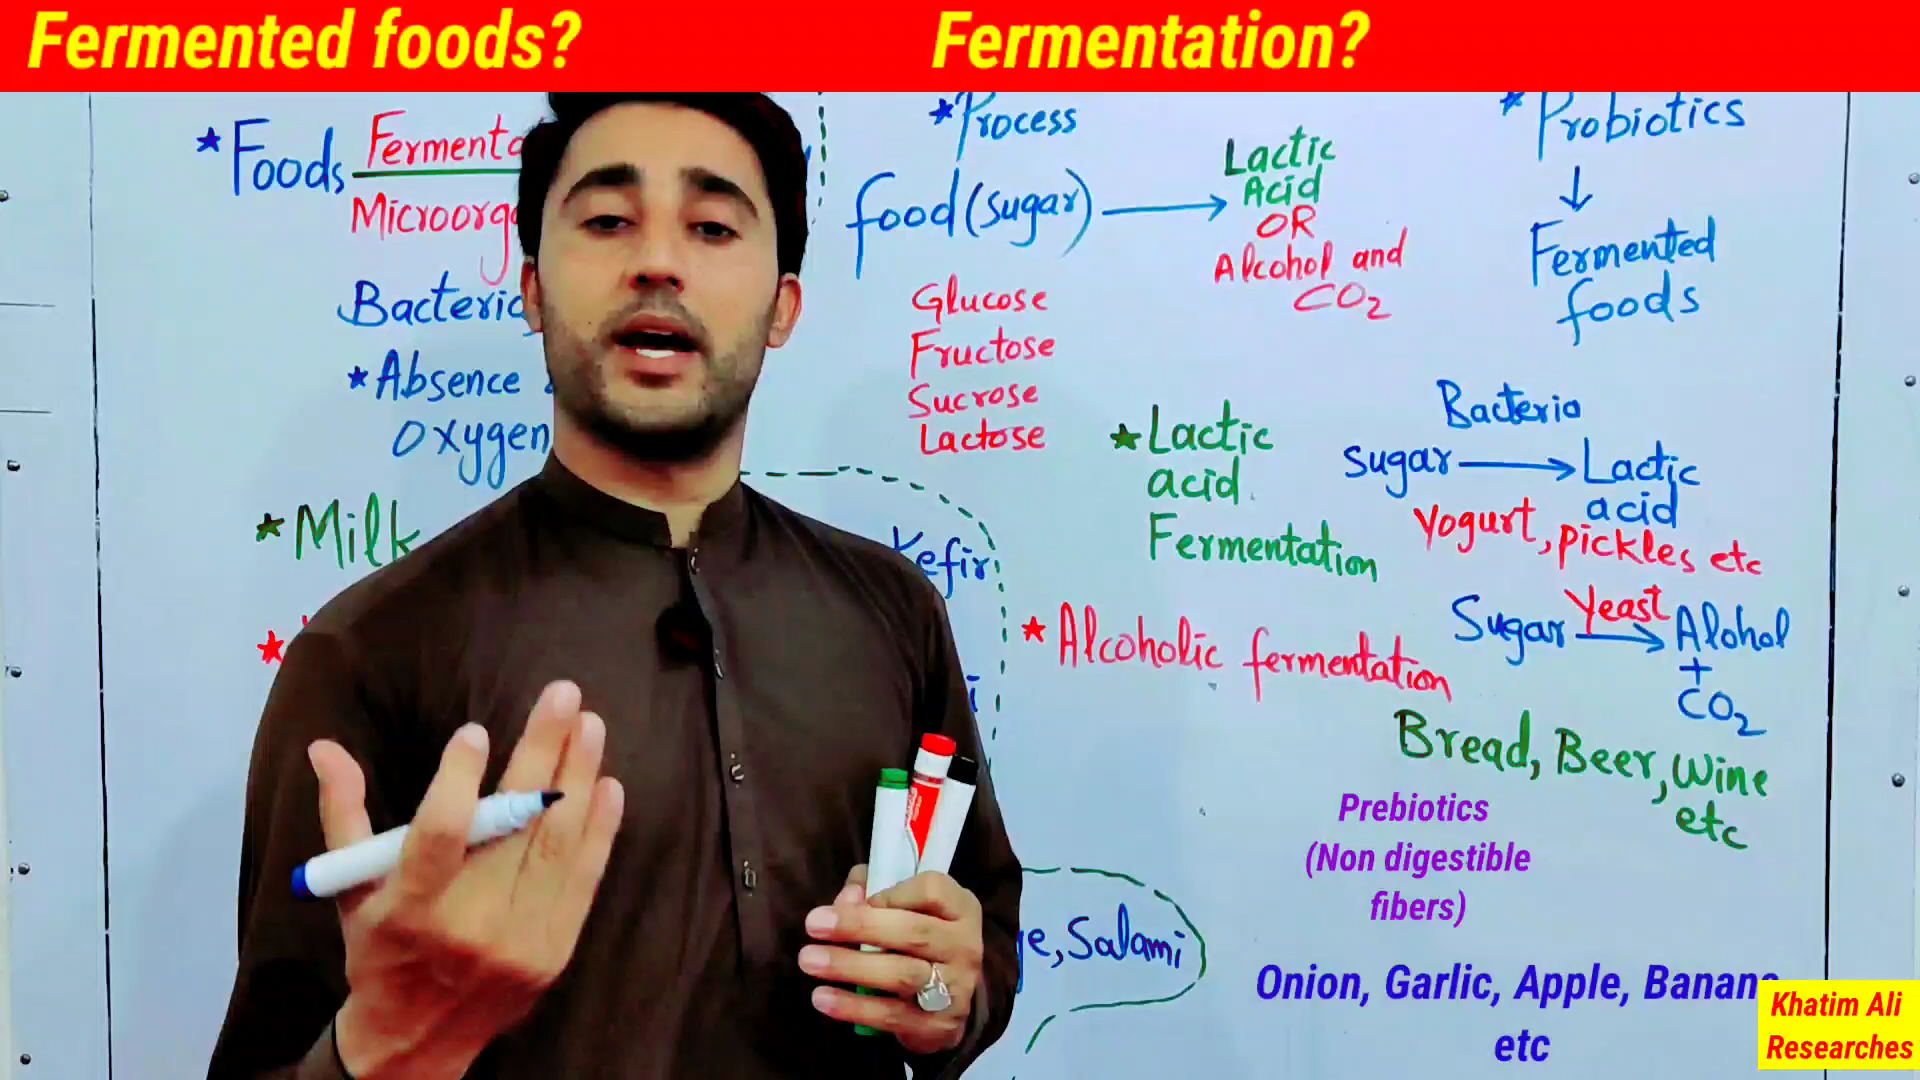 Fermented foods?
Fermentation?
*Foods Fermenta
Microorg
Bacteria
*Absence
Oxygen
*Milk
Kefir
*Process
food (sugar) →
Lactic
Acid
OR
Alcohol and
CO2
Glucose
Fructose
Sucrose
Lactose
*Probiotics
↓
Fermented
foods
*Lactic
acid
Fermentation
Bacteria
Sugar → Lactic
acid
Yogurt, pickles etc
*Alcoholic fermentation
Yeast
Sugar → Alohol
+
CO2
Bread, Beer, Wine
etc
Prebiotics
(Non digestible
fibers)
e, Salami
Onion, Garlic, Apple, Banana
etc
Khatim Ali
Researches